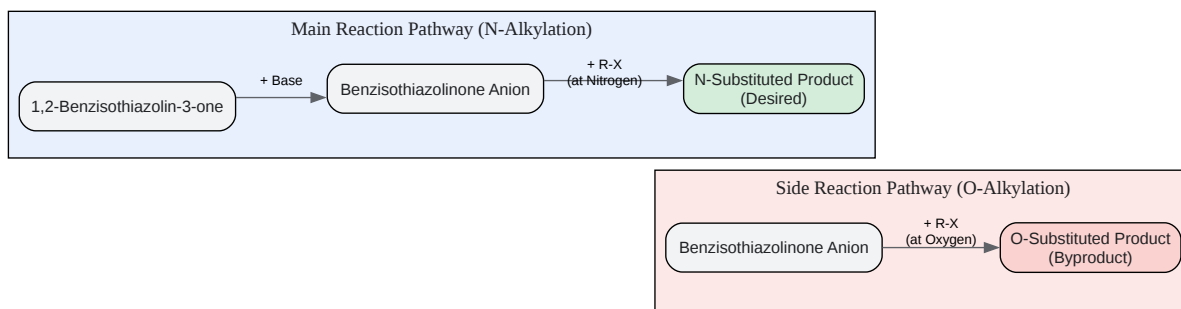 Main Reaction Pathway (N-Alkylation)
1,2-Benzisothiazolin-3-one
+ Base
Benzisothiazolinone Anion
+ R-X
(at Nitrogen)
N-Substituted Product
(Desired)
Side Reaction Pathway (O-Alkylation)
Benzisothiazolinone Anion
+ R-X
(at Oxygen)
O-Substituted Product
(Byproduct)